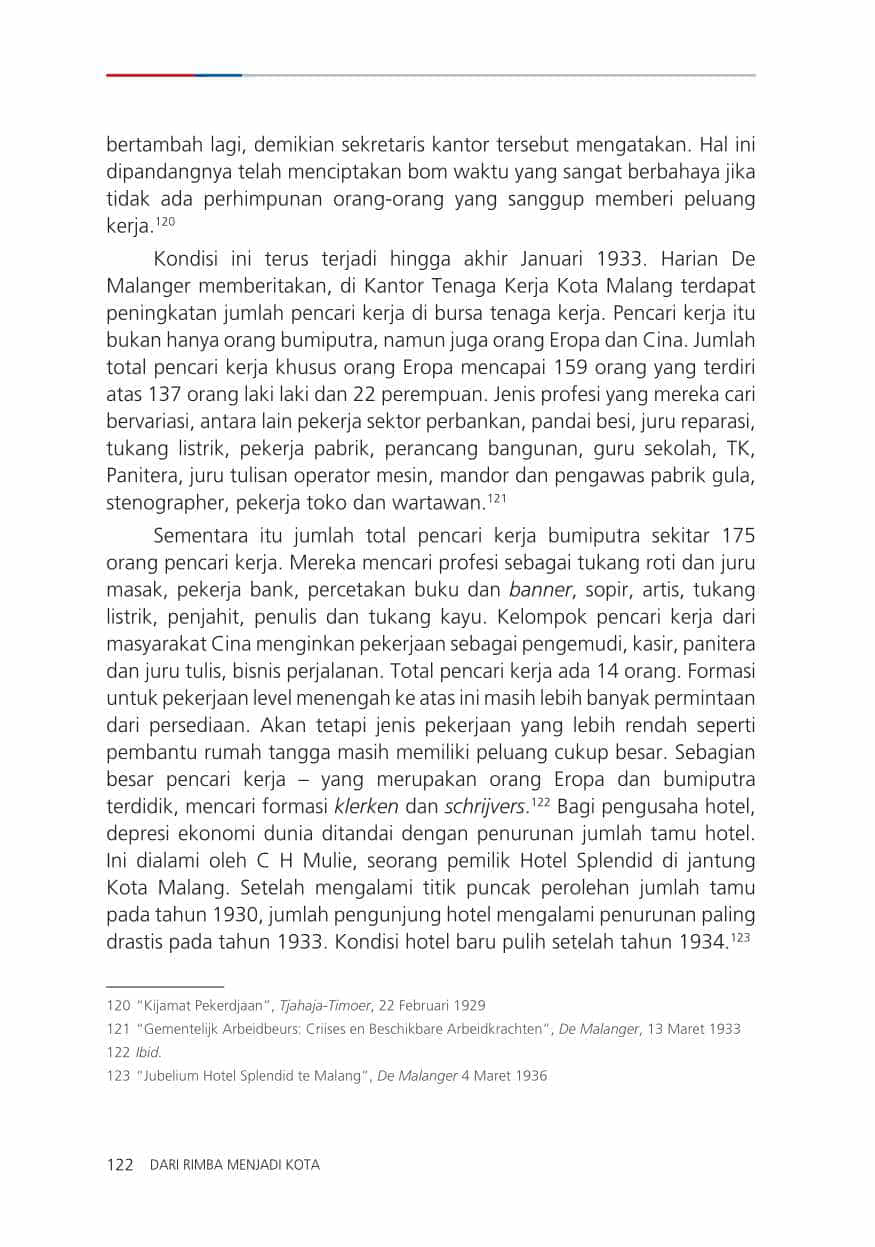 bertambah lagi, demikian sekretaris kantor tersebut mengatakan. Hal ini
dipandangnya telah menciptakan bom waktu yang sangat berbahaya jika
tidak ada perhimpunan orang-orang yang sanggup memberi peluang
kerja.120
Kondisi ini terus terjadi hingga akhir Januari 1933. Harian De
Malanger memberitakan, di Kantor Tenaga Kerja Kota Malang terdapat
peningkatan jumlah pencari kerja di bursa tenaga kerja. Pencari kerja itu
bukan hanya orang bumiputra, namun juga orang Eropa dan Cina. Jumlah
total pencari kerja khusus orang Eropa mencapai 159 orang yang terdiri
atas 137 orang laki laki dan 22 perempuan. Jenis profesi yang mereka cari
bervariasi, antara lain pekerja sektor perbankan, pandai besi, juru reparasi,
tukang listrik, pekerja pabrik, perancang bangunan, guru sekolah, TK,
Panitera, juru tulisan operator mesin, mandor dan pengawas pabrik gula,
stenographer, pekerja toko dan wartawan.121
Sementara itu jumlah total pencari kerja bumiputra sekitar 175
orang pencari kerja. Mereka mencari profesi sebagai tukang roti dan juru
masak, pekerja bank, percetakan buku dan banner, sopir, artis, tukang
listrik, penjahit, penulis dan tukang kayu. Kelompok pencari kerja dari
masyarakat Cina menginkan pekerjaan sebagai pengemudi, kasir, panitera
dan juru tulis, bisnis perjalanan. Total pencari kerja ada 14 orang. Formasi
untuk pekerjaan level menengah ke atas ini masih lebih banyak permintaan
dari persediaan. Akan tetapi jenis pekerjaan yang lebih rendah seperti
pembantu rumah tangga masih memiliki peluang cukup besar. Sebagian
besar pencari kerja – yang merupakan orang Eropa dan bumiputra
terdidik, mencari formasi klerken dan schrijvers.122 Bagi pengusaha hotel,
depresi ekonomi dunia ditandai dengan penurunan jumlah tamu hotel.
Ini dialami oleh C H Mulie, seorang pemilik Hotel Splendid di jantung
Kota Malang. Setelah mengalami titik puncak perolehan jumlah tamu
pada tahun 1930, jumlah pengunjung hotel mengalami penurunan paling
drastis pada tahun 1933. Kondisi hotel baru pulih setelah tahun 1934.123
120 “Kijamat Pekerdjaan”, Tjahaja-Timoer, 22 Februari 1929
121 “Gementelijk Arbeidbeurs: Criises en Beschikbare Arbeidkrachten”, De Malanger, 13 Maret 1933
122 Ibid.
123 “Jubelium Hotel Splendid te Malang”, De Malanger 4 Maret 1936
122 DARI RIMBA MENJADI KOTA